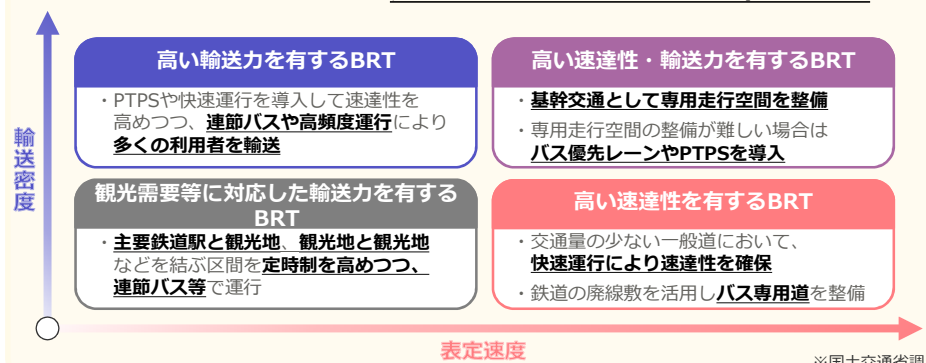 高い輸送力を有するBRT
・PTPSや快速運行を導入して速達性を
高めつつ、連節バスや高頻度運行により
多くの利用者を輸送
高い速達性・輸送力を有するBRT
・基幹交通として専用走行空間を整備
・専用走行空間の整備が難しい場合は
バス優先レーンやPTPSを導入
輸送密度
観光需要等に対応した輸送力を有する
BRT
・主要鉄道駅と観光地、観光地と観光地
などを結ぶ区間を定時制を高めつつ、
連節バス等で運行
高い速達性を有するBRT
・交通量の少ない一般道において、
快速運行により速達性を確保
・鉄道の廃線敷を活用しバス専用道を整備
表定速度
※国土交通省調